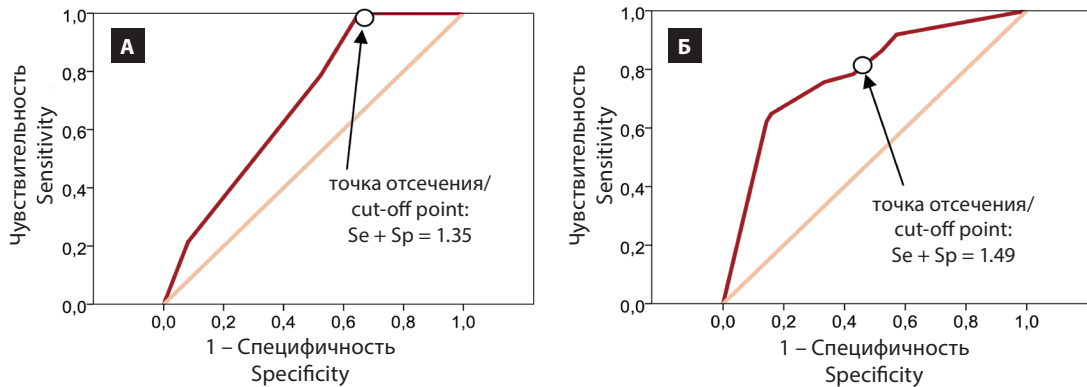 А
Чувствительность
Sensitivity
1,0
0,8
0,6
0,4
0,2
0,0
точка отсечения/
cut-off point:
Se + Sp = 1.35
0,0 0,2 0,4 0,6 0,8 1,0
1 – Специфичность
Specificity
Б
Чувствительность
Sensitivity
1,0
0,8
0,6
0,4
0,2
0,0
точка отсечения/
cut-off point:
Se + Sp = 1.49
0,0 0,2 0,4 0,6 0,8 1,0
1 – Специфичность
Specificity